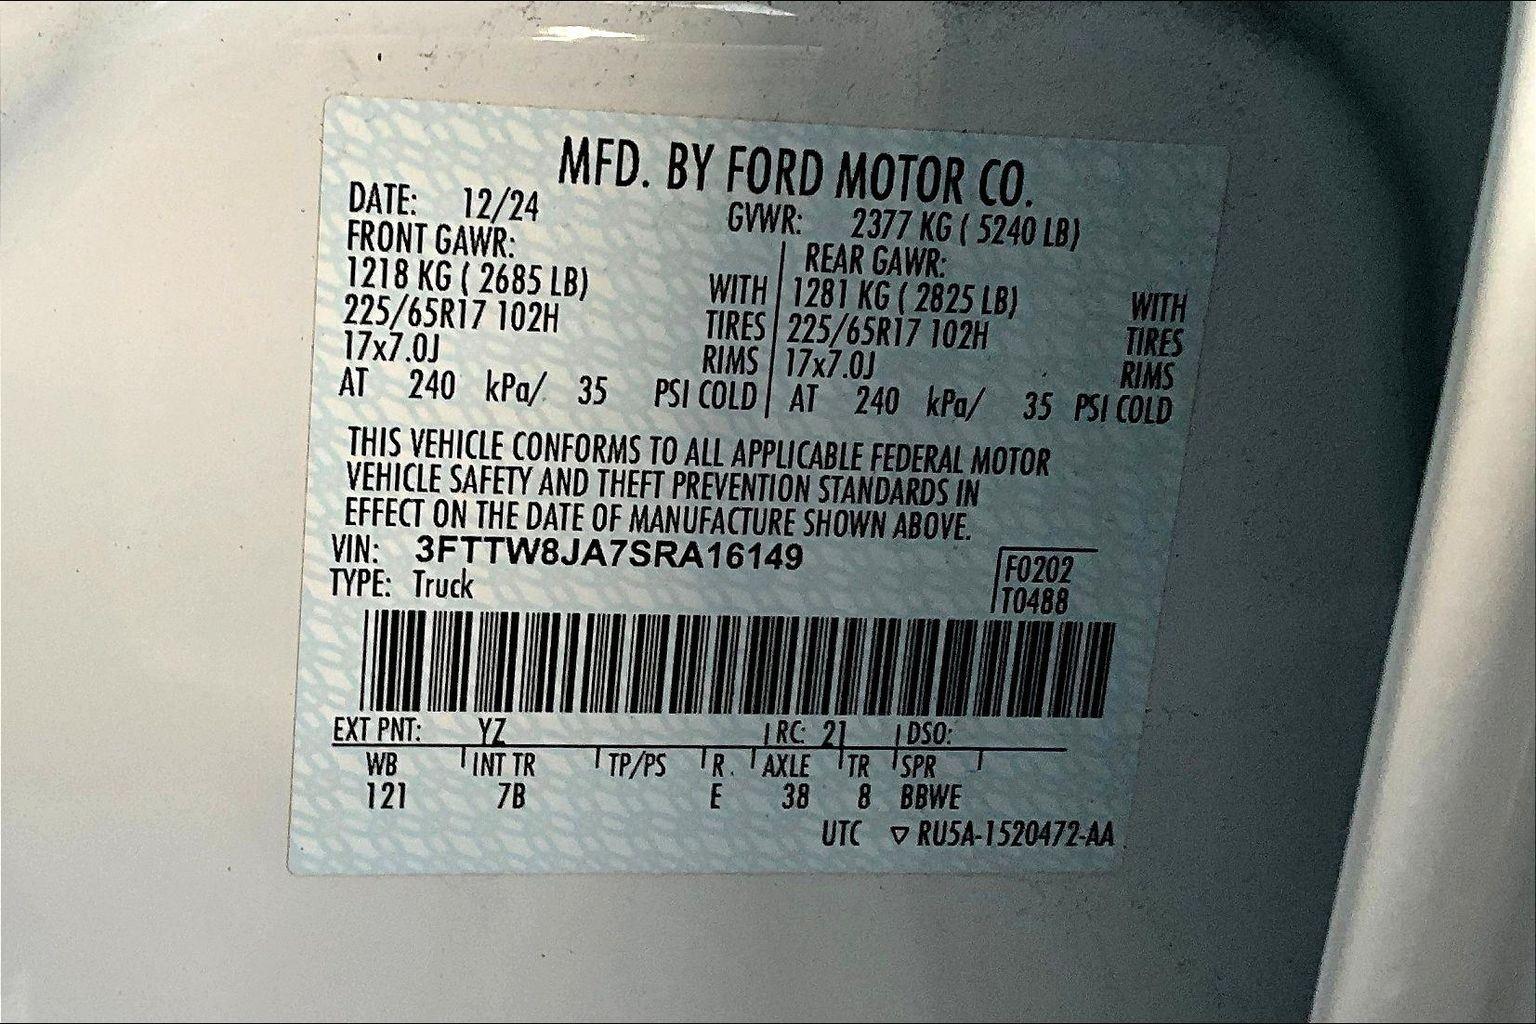 MFD. BY FORD MOTOR CO.
DATE: 12/24 GVWR: 2377 KG ( 5240 LB)
FRONT GAWR: REAR GAWR:
1218 KG ( 2685 LB) WITH 1281 KG ( 2825 LB) WITH
225/65R17 102H TIRES 225/65R17 102H TIRES
17x7.0J RIMS 17x7.0J RIMS
AT 240 kPa/ 35 PSI COLD AT 240 kPa/ 35 PSI COLD
THIS VEHICLE CONFORMS TO ALL APPLICABLE FEDERAL MOTOR
VEHICLE SAFETY AND THEFT PREVENTION STANDARDS IN
EFFECT ON THE DATE OF MANUFACTURE SHOWN ABOVE.
VIN: 3FTTW8JA7SRA16149
F0202
TYPE: Truck T0488
EXT PNT: YZ RC: 21 DSO:
WB INT TR TP/PS R. AXLE TR SPR
121 7B E 38 8 BBWE
UTC ▽ RU5A-1520472-AA